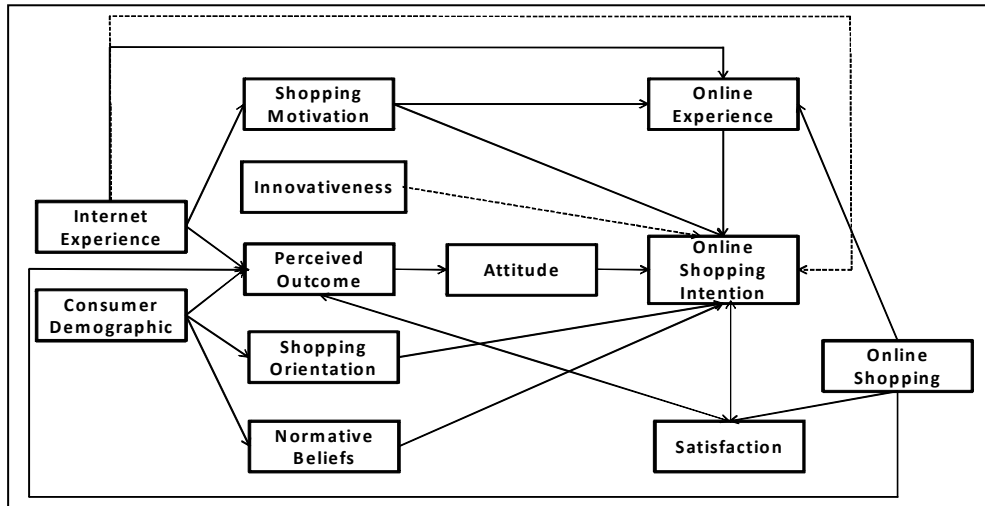 Shopping
Motivation
Online
Experience
Innovativeness
Internet
Experience
Perceived
Outcome
Attitude
Online
Shopping
Intention
Consumer
Demographic
Shopping
Orientation
Online
Shopping
Normative
Beliefs
Satisfaction